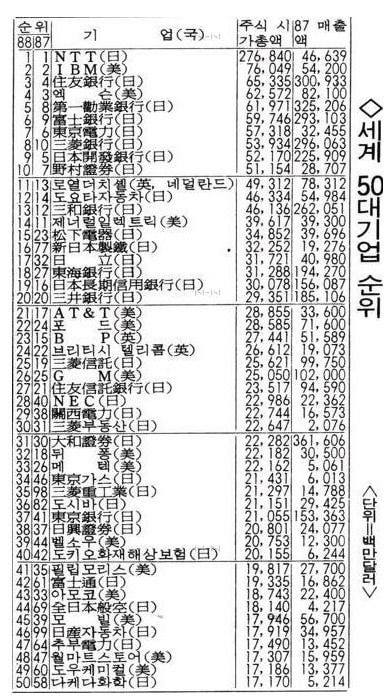 ◇세계 50대기업 순위
<단위=백만달러>
순위 기 업(국) 주식 시 87 매출
88 87 가총액 액
1 1 NTT(日) 276,840 46,639
2 2 IBM(美) 76,049 54,200
3 4 住友銀行(日) 65,335 300,933
4 3 엑슨(美) 62,572 82,100
5 8 第一勸業銀行(日) 61,971 325,206
6 9 富士銀行(日) 59,746 293,103
7 6 東京電力(日) 57,318 32,455
8 10 三菱銀行(日) 53,934 296,063
9 5 日本開發銀行(日) 52,170 225,909
10 7 野村證券(日) 51,154 28,707
11 13 로열더치셸(英, 네덜란드) 49,312 78,312
12 14 도요타자동차(日) 46,334 54,984
13 12 三和銀行(日) 46,136 262,051
14 11 제너럴일렉트릭(美) 39,617 39,300
15 23 松下電器(日) 34,852 39,696
16 77 新日本製鐵(日) 32,252 19,276
17 32 日立(日) 31,721 40,980
18 27 東海銀行(日) 31,288 194,270
19 16 日本長期信用銀行(日) 30,078 156,087
20 20 三井銀行(日) 29,351 185,106
21 17 AT&T(美) 28,855 33,600
22 24 포드(美) 28,585 71,600
23 15 BP(英) 27,441 51,589
24 22 브리티시 텔리콤(英) 26,612 19,073
25 19 三菱信託(日) 25,621 99,750
26 25 GM(美) 25,050 102,000
27 21 住友信託銀行(日) 23,517 94,590
28 40 NEC(日) 22,986 22,362
29 38 關西電力(日) 22,744 16,573
30 31 三菱부동산(日) 22,647 2,076
31 30 大和證券(日) 22,282 361,606
32 18 뒤퐁(美) 22,182 30,500
33 26 메텍(美) 22,162 5,061
34 46 東京가스(日) 21,431 6,013
35 98 三菱重工業(日) 21,297 14,788
36 82 도시바(日) 21,151 29,425
37 41 東京銀行(日) 21,055 153,363
38 37 日興證券(日) 20,801 24,077
39 44 벨소우(美) 20,753 12,300
40 42 도키오화재해상보험(日) 20,155 6,244
41 35 필립모리스(美) 19,817 27,700
42 61 富士通(日) 19,335 16,862
43 33 아모코(美) 18,743 22,400
44 69 全日本般空(日) 18,140 4,217
45 39 모빌(美) 17,946 56,700
46 99 日産자동차(日) 17,919 34,957
47 64 추부電力(日) 17,490 13,452
48 47 월마트스토어(美) 17,307 15,959
49 60 도우케미컬(美) 17,186 13,377
50 58 다케다화학(日) 17,170 5,214